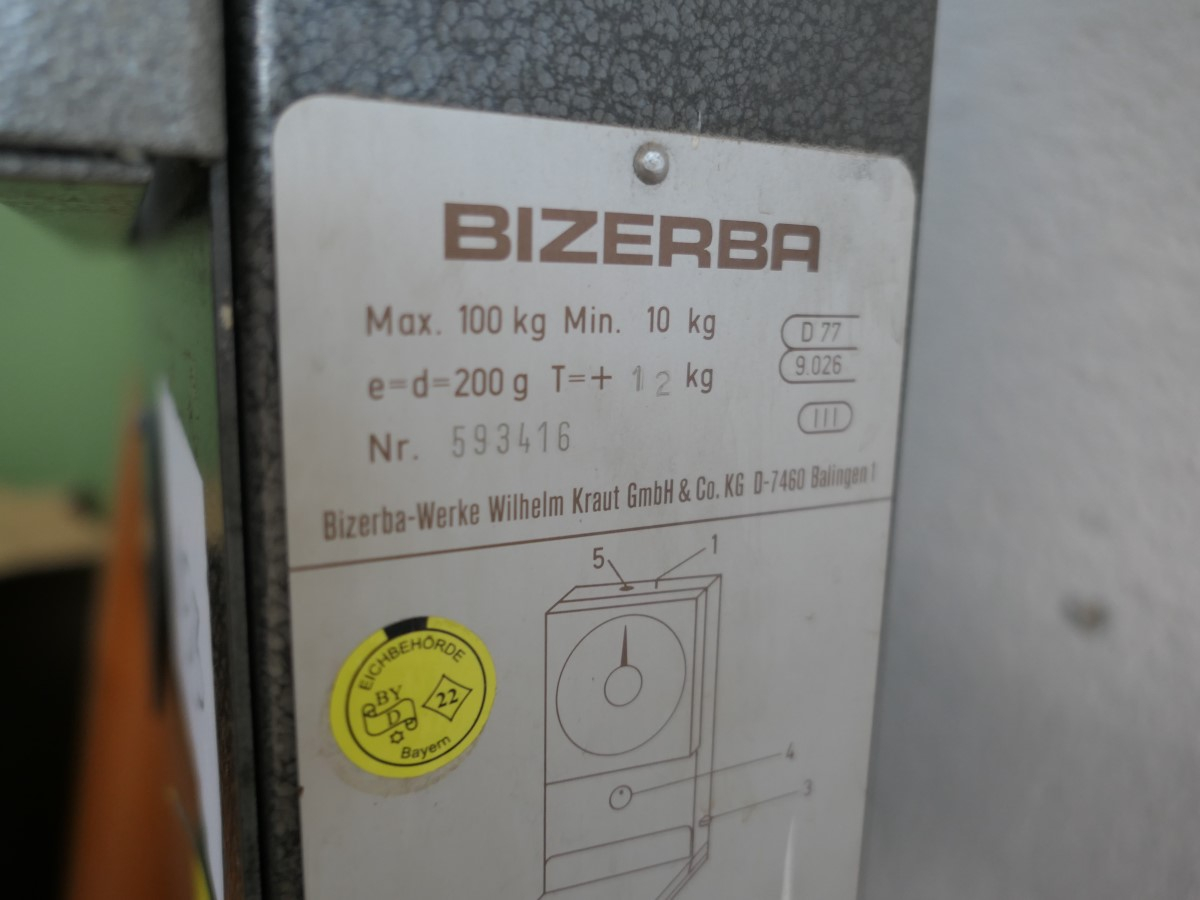 BIZERBA
Max. 100 kg Min. 10 kg
D 77
9.026
e=d=200 g T=+ 12 kg
III
Nr. 593416
Bizerba-Werke Wilhelm Kraut GmbH & Co. KG D-7460 Balingen 1
5
1
EICHBEHÖRDE
BY
22
D
Bayern
4
3